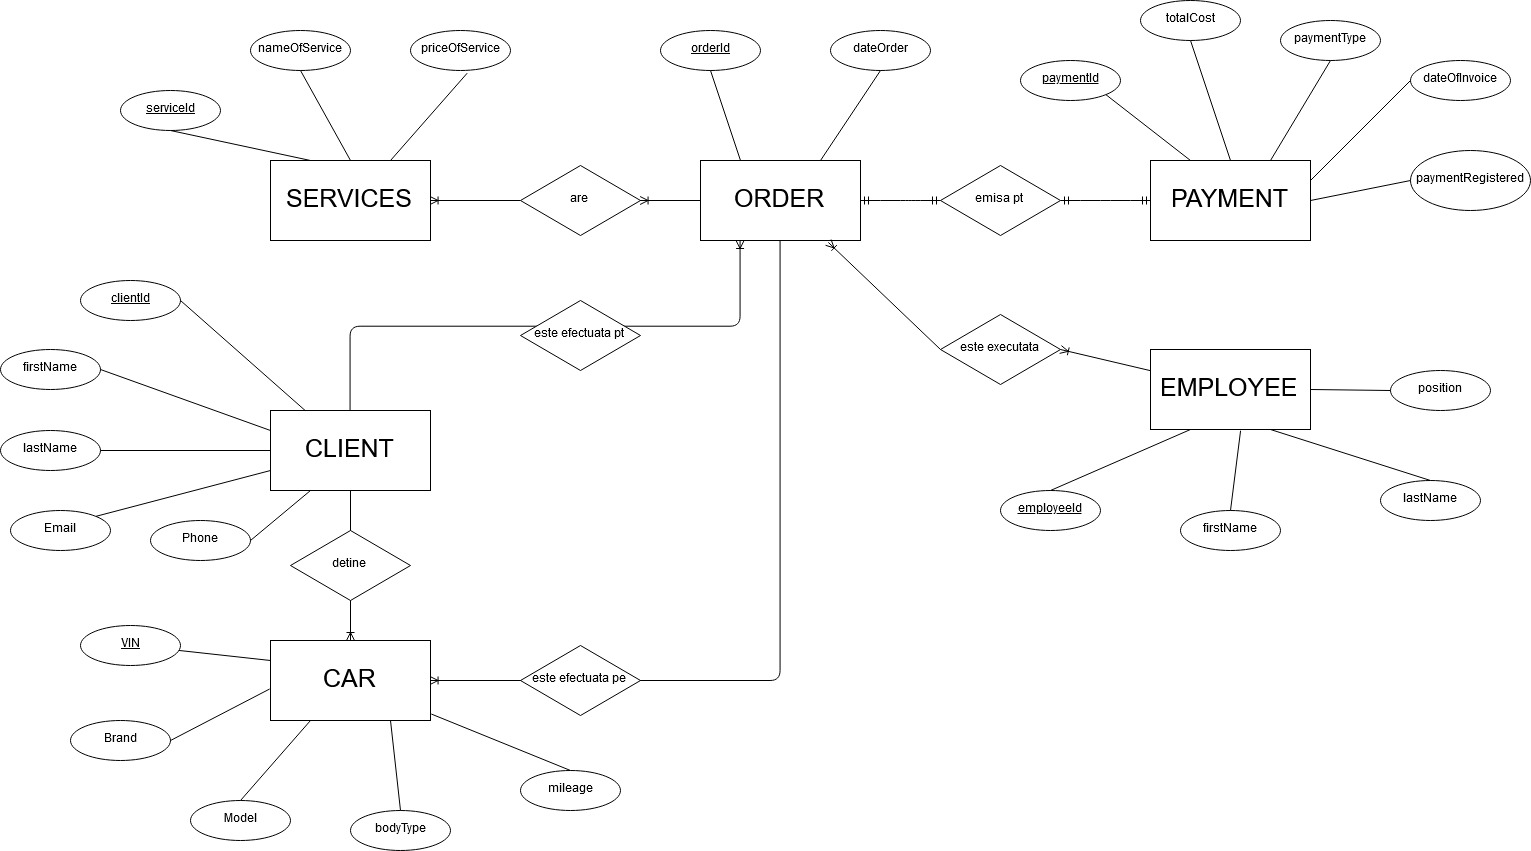 totalCost
nameOfService
priceOfService
orderId
dateOrder
paymentType
paymentId
dateOfInvoice
serviceId
SERVICES
are
ORDER
emisa pt
PAYMENT
paymentRegistered
clientId
este efectuata pt
este executata
firstName
EMPLOYEE
position
CLIENT
lastName
Email
Phone
employeeId
firstName
lastName
detine
VIN
CAR
este efectuata pe
Brand
mileage
Model
bodyType